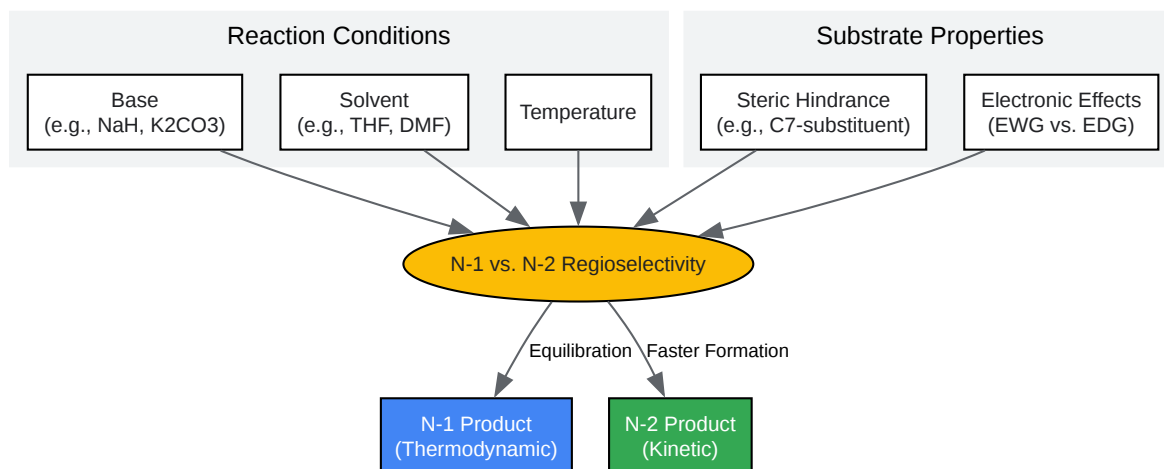 Reaction Conditions
Substrate Properties
Base
(e.g., NaH, K2CO3)
Solvent
(e.g., THF, DMF)
Temperature
Steric Hindrance
(e.g., C7-substituent)
Electronic Effects
(EWG vs. EDG)
N-1 vs. N-2 Regioselectivity
Equilibration
Faster Formation
N-1 Product
(Thermodynamic)
N-2 Product
(Kinetic)